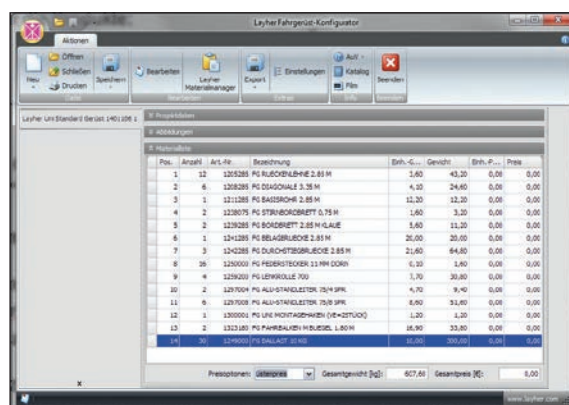 Layher Fahrgerüst-Konfigurator
Aktionen
Neu
Öffnen
Schließen
Drucken
Speichern
Bearbeiten
Layher Materialmanager
Export
Einstellungen
Katalog
Film
Beenden
Datei
Bearbeiten
Extras
Info
Beenden
Layher Uni Standard Gerüst 1401106 1
Projektdaten
Abbildungen
Materialliste
Pos. Anzahl Art.-Nr. Bezeichnung Einh.-G... Gewicht Einh.-P... Preis
1 12 1205285 FG RUECKENLEHNE 2.85 M 3,60 43,20 0,00 0,00
2 6 1208285 FG DIAGONALE 3.35 M 4,10 24,60 0,00 0,00
3 1 1211285 FG BASISROHR 2.85 M 12,20 12,20 0,00 0,00
4 2 1238075 FG STIRNBORDBRETT 0,75 M 1,60 3,20 0,00 0,00
5 2 1239285 FG BORDBRETT 2.85 M KLAUE 5,60 11,20 0,00 0,00
6 1 1241285 FG BELAGBRUECKE 2.85 M 20,00 20,00 0,00 0,00
7 3 1242285 FG DURCHSTIEGBRUECKE 2.85 M 21,60 64,80 0,00 0,00
8 16 1250000 FG FEDERSTECKER 11 MM DORN 0,10 1,60 0,00 0,00
9 4 1259200 FG LENKROLLE 700 7,70 30,80 0,00 0,00
10 2 1297004 FG ALU-STANDLEITER 75/4 SPR. 4,70 9,40 0,00 0,00
11 6 1297008 FG ALU-STANDLEITER 75/8 SPR. 8,60 51,60 0,00 0,00
12 1 1300001 FG UNI MONTAGEHAKEN (VE=2STÜCK) 1,20 1,20 0,00 0,00
13 2 1323180 FG FAHRBALKEN M BUEGEL 1.80 M 16,90 33,80 0,00 0,00
14 30 1249000 FG BALLAST 10 KG 10,00 300,00 0,00 0,00
Preisoptionen: Listenpreis Gesamtgewicht [kg]: 607,60 Gesamtpreis [€]: 0,00
x
www.layher.com